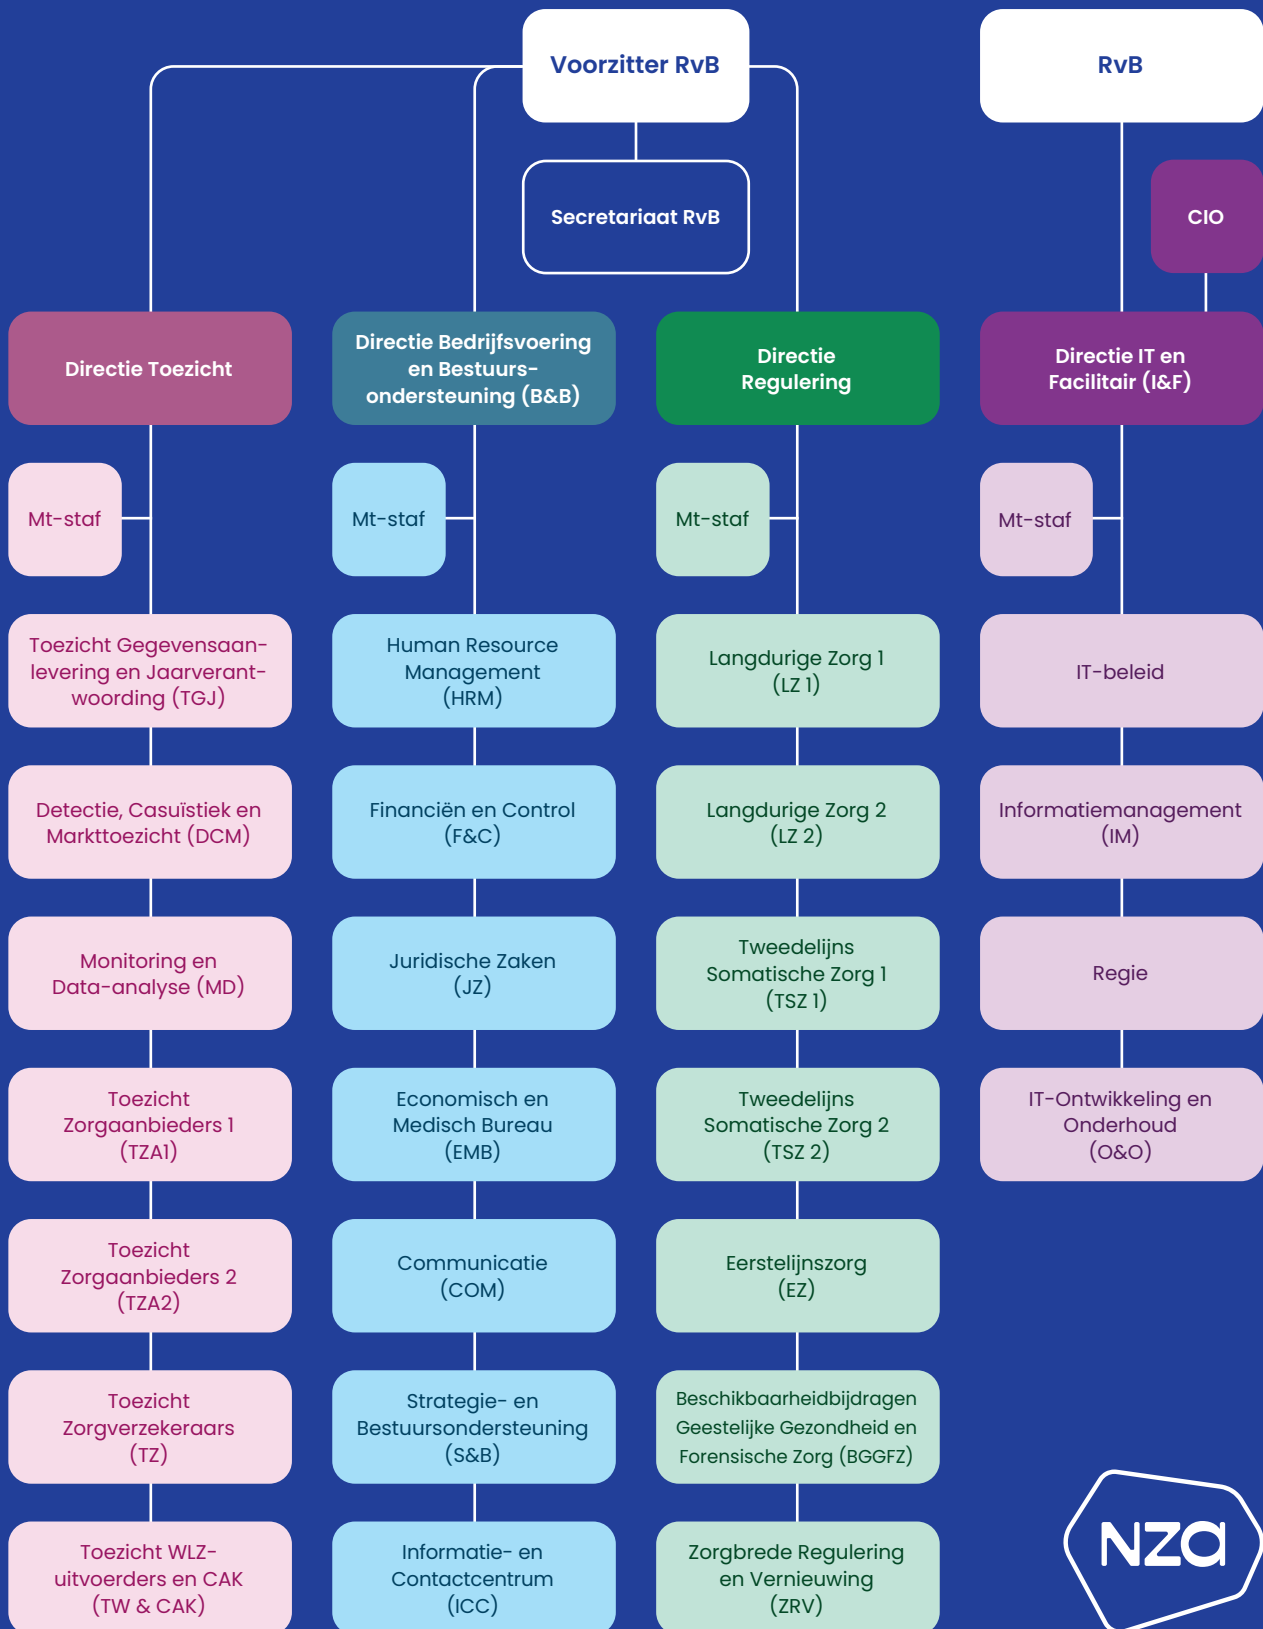 Voorzitter RvB
RvB
Secretariaat RvB
CIO
Directie Toezicht
Directie Bedrijfsvoering
en Bestuurs-
ondersteuning (B&B)
Directie
Regulering
Directie IT en
Facilitair (I&F)
Mt-staf
Mt-staf
Mt-staf
Mt-staf
Toezicht Gegevensaan-
levering en Jaarverant-
woording (TGJ)
Human Resource
Management
(HRM)
Langdurige Zorg 1
(LZ 1)
IT-beleid
Detectie, Casuïstiek en
Markttoezicht (DCM)
Financiën en Control
(F&C)
Langdurige Zorg 2
(LZ 2)
Informatiemanagement
(IM)
Monitoring en
Data-analyse (MD)
Juridische Zaken
(JZ)
Tweedelijns
Somatische Zorg 1
(TSZ 1)
Regie
Toezicht
Zorgaanbieders 1
(TZA1)
Economisch en
Medisch Bureau
(EMB)
Tweedelijns
Somatische Zorg 2
(TSZ 2)
IT-Ontwikkeling en
Onderhoud
(O&O)
Toezicht
Zorgaanbieders 2
(TZA2)
Communicatie
(COM)
Eerstelijnszorg
(EZ)
Toezicht
Zorgverzekeraars
(TZ)
Strategie- en
Bestuursondersteuning
(S&B)
Beschikbaarheidbijdragen
Geestelijke Gezondheid en
Forensische Zorg (BGGFZ)
Toezicht WLZ-
uitvoerders en CAK
(TW & CAK)
Informatie- en
Contactcentrum
(ICC)
Zorgbrede Regulering
en Vernieuwing
(ZRV)
NZa